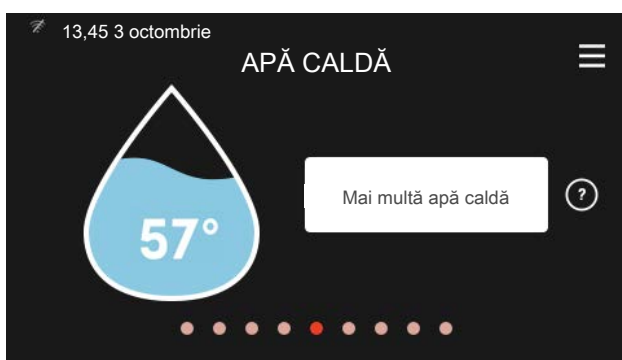 13,45 3 octombrie
APĂ CALDĂ
57°
Mai multă apă caldă
?